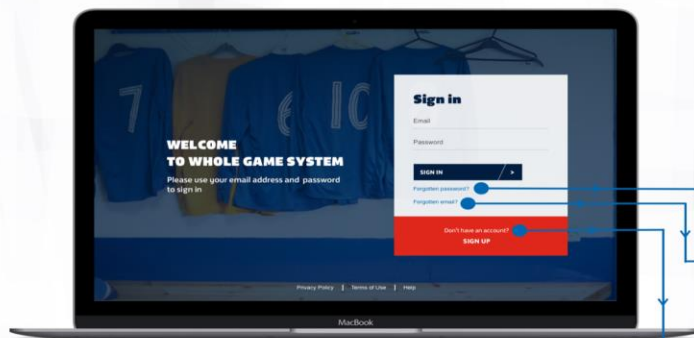 7
6
10
WELCOME
TO WHOLE GAME SYSTEM
Please use your email address and password
to sign in
Sign in
Email
Password
SIGN IN >
Forgotten password?
Forgotten email?
Don't have an account?
SIGN UP
Privacy Policy | Terms of Use | Help
MacBook